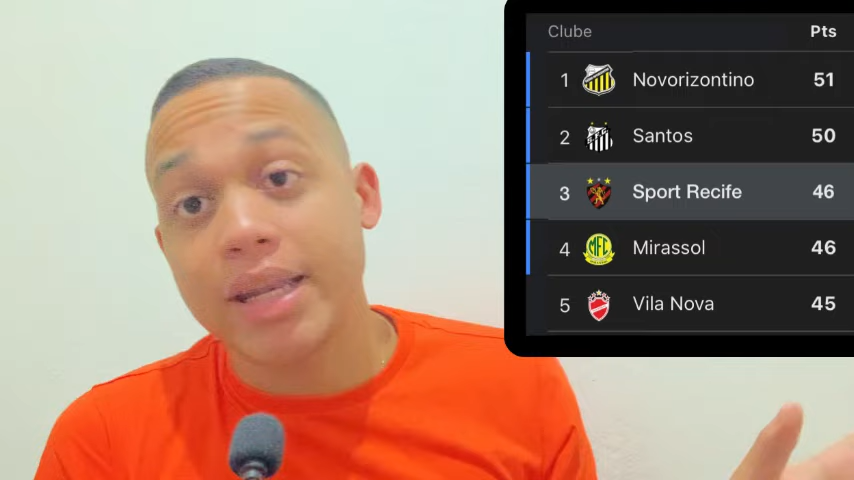 Clube Pts
1 Novorizontino 51
2 Santos 50
3 Sport Recife 46
4 MFC Mirassol 46
5 Vila Nova 45